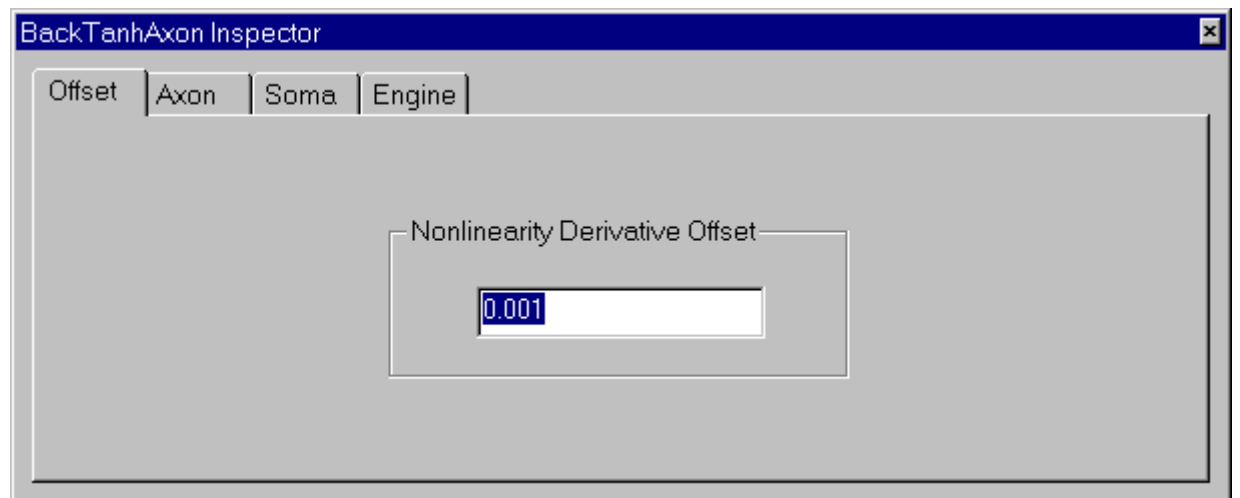 BackTanhAxon Inspector
Offset Axon Soma Engine
Nonlinearity Derivative Offset
0.001